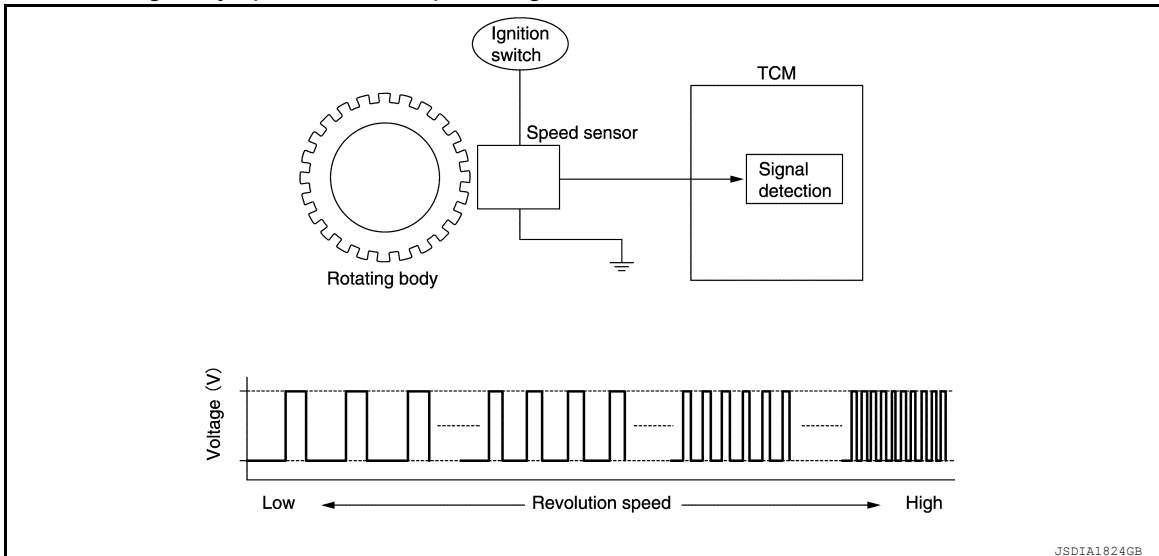 Ignition
switch
TCM
Speed sensor
Signal
detection
Rotating body
Voltage (V)
Low
Revolution speed
High
JSDIA1824GB